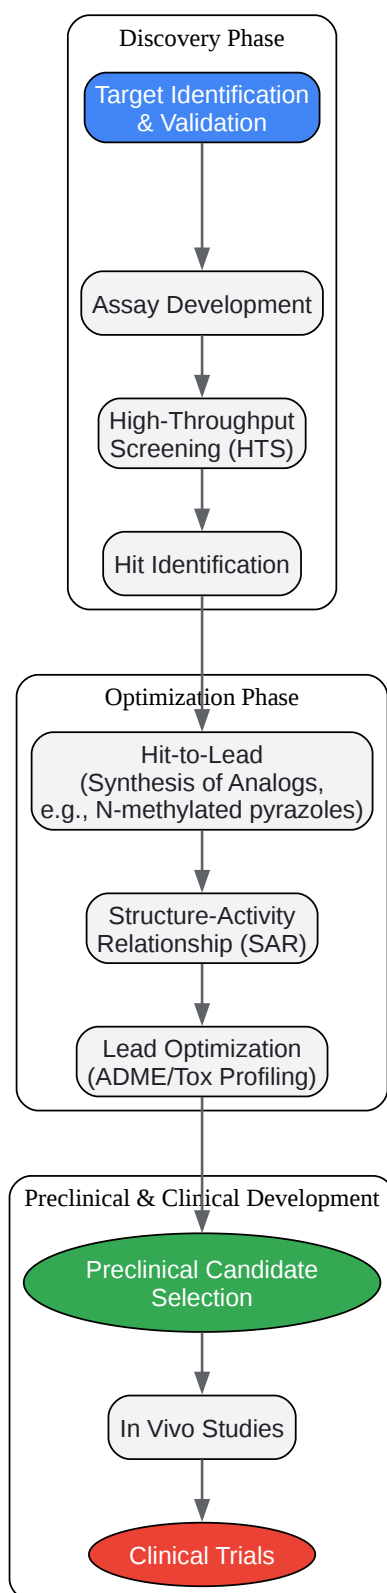 Discovery Phase
Target Identification
& Validation
Assay Development
High-Throughput
Screening (HTS)
Hit Identification
Optimization Phase
Hit-to-Lead
(Synthesis of Analogs,
e.g., N-methylated pyrazoles)
Structure-Activity
Relationship (SAR)
Lead Optimization
(ADME/Tox Profiling)
Preclinical & Clinical Development
Preclinical Candidate
Selection
In Vivo Studies
Clinical Trials